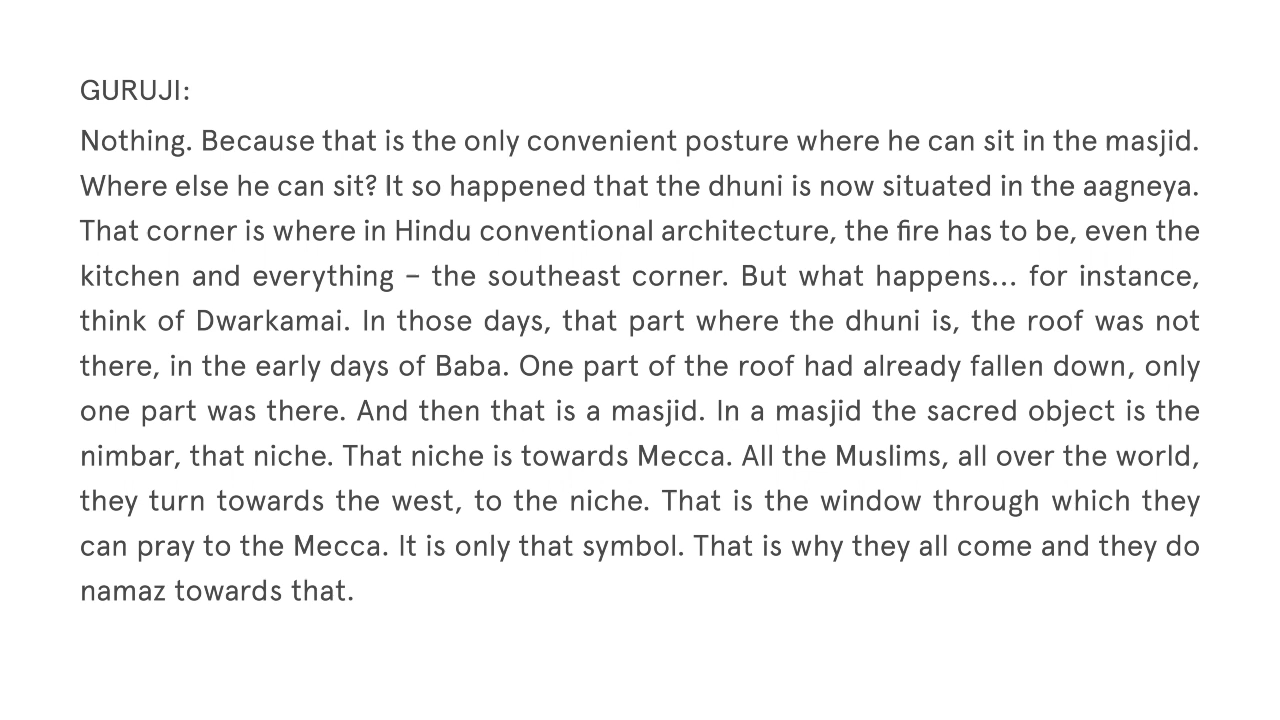 GURUJI:
Nothing. Because that is the only convenient posture where he can sit in the masjid.
Where else he can sit? It so happened that the dhuni is now situated in the aagneya.
That corner is where in Hindu conventional architecture, the fire has to be, even the
kitchen and everything – the southeast corner. But what happens... for instance,
think of Dwarkamai. In those days, that part where the dhuni is, the roof was not
there, in the early days of Baba. One part of the roof had already fallen down, only
one part was there. And then that is a masjid. In a masjid the sacred object is the
nimbar, that niche. That niche is towards Mecca. All the Muslims, all over the world,
they turn towards the west, to the niche. That is the window through which they
can pray to the Mecca. It is only that symbol. That is why they all come and they do
namaz towards that.